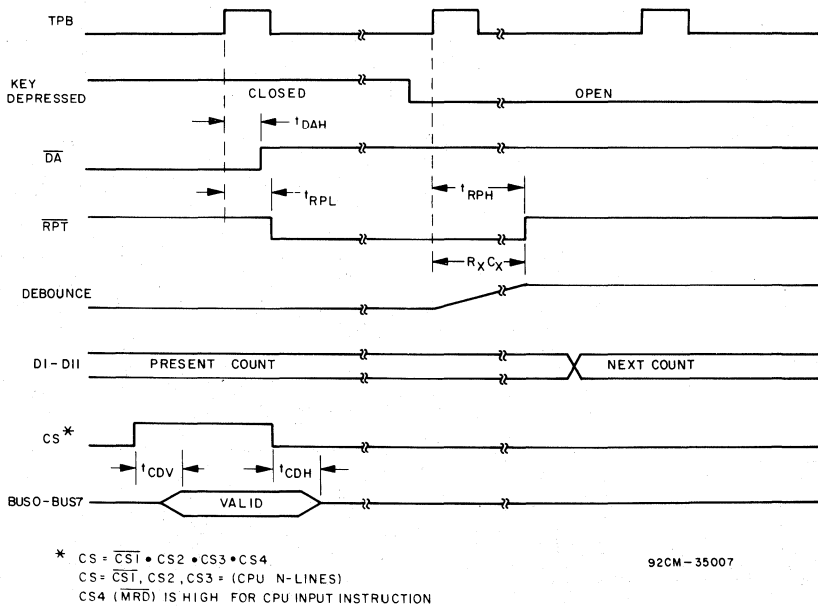 TPB
KEY
DEPRESSED
CLOSED
OPEN
tDAH
DA
tRPL
tRPH
RPT
RXCX
DEBOUNCE
DI-DII
PRESENT COUNT
NEXT COUNT
CS*
tCDV
tCDH
BUS0-BUS7
VALID
* CS = CSI • CS2 • CS3 • CS4
CS = CSI, CS2, CS3 = (CPU N-LINES)
CS4 (MRD) IS HIGH FOR CPU INPUT INSTRUCTION
92CM-35007